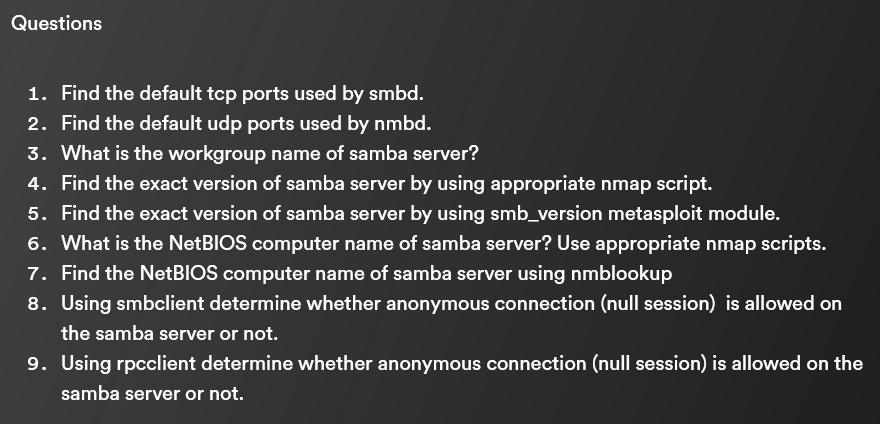 Questions
1. Find the default tcp ports used by smbd.
2. Find the default udp ports used by nmbd.
3. What is the workgroup name of samba server?
4. Find the exact version of samba server by using appropriate nmap script.
5. Find the exact version of samba server by using smb_version metasploit module.
6. What is the NetBIOS computer name of samba server? Use appropriate nmap scripts.
7. Find the NetBIOS computer name of samba server using nmblookup
8. Using smbclient determine whether anonymous connection (null session)  is allowed on
the samba server or not.
9. Using rpcclient determine whether anonymous connection (null session) is allowed on the
samba server or not.